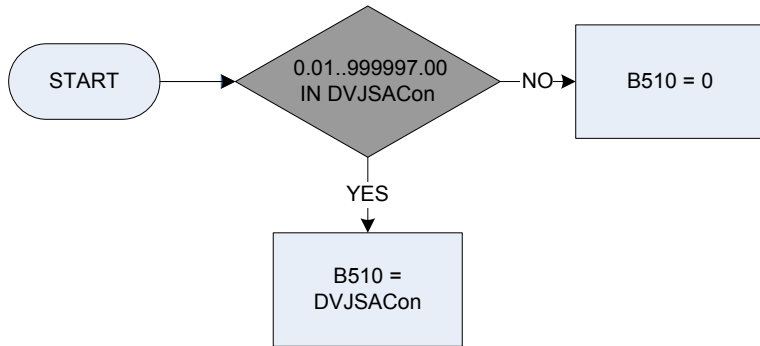 START
0.01..999997.00
IN DVJSACon
NO
B510 = 0
YES
B510 =
DVJSACon